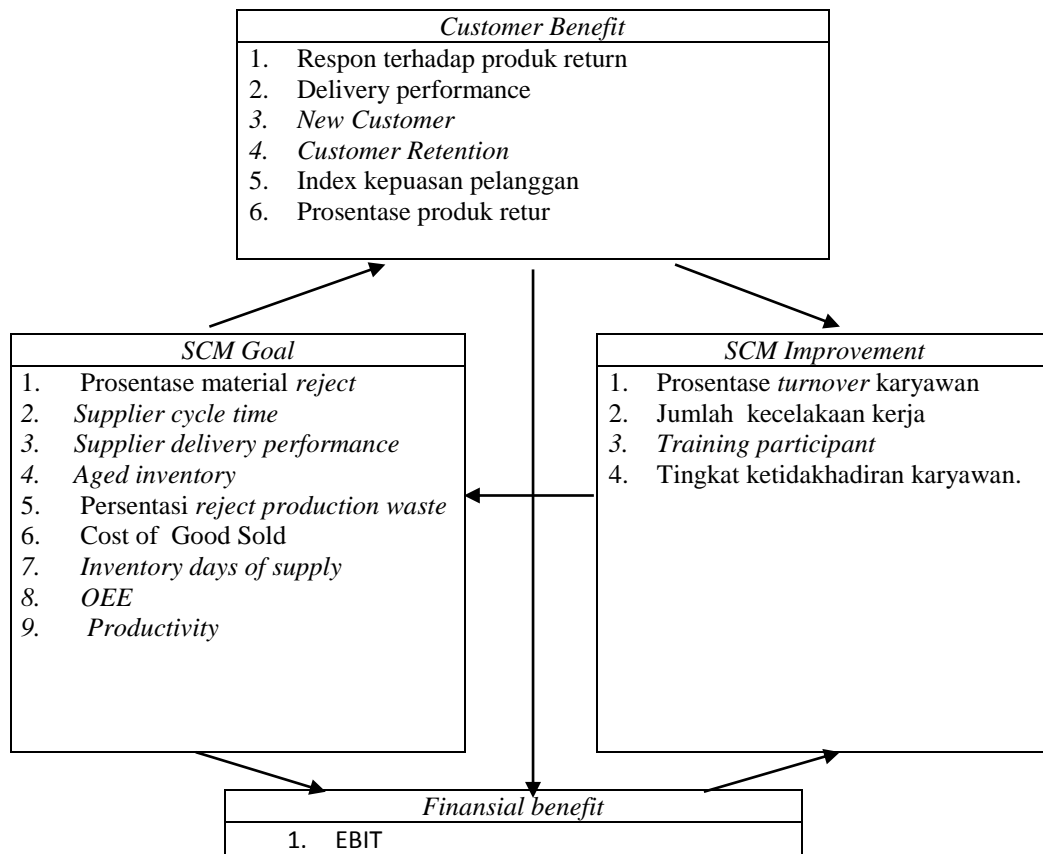 Customer Benefit
1. Respon terhadap produk return
2. Delivery performance
3. New Customer
4. Customer Retention
5. Index kepuasan pelanggan
6. Prosentase produk retur
SCM Goal
1. Prosentase material reject
2. Supplier cycle time
3. Supplier delivery performance
4. Aged inventory
5. Persentasi reject production waste
6. Cost of Good Sold
7. Inventory days of supply
8. OEE
9. Productivity
SCM Improvement
1. Prosentase turnover karyawan
2. Jumlah kecelakaan kerja
3. Training participant
4. Tingkat ketidakhadiran karyawan.
Finansial benefit
1. EBIT